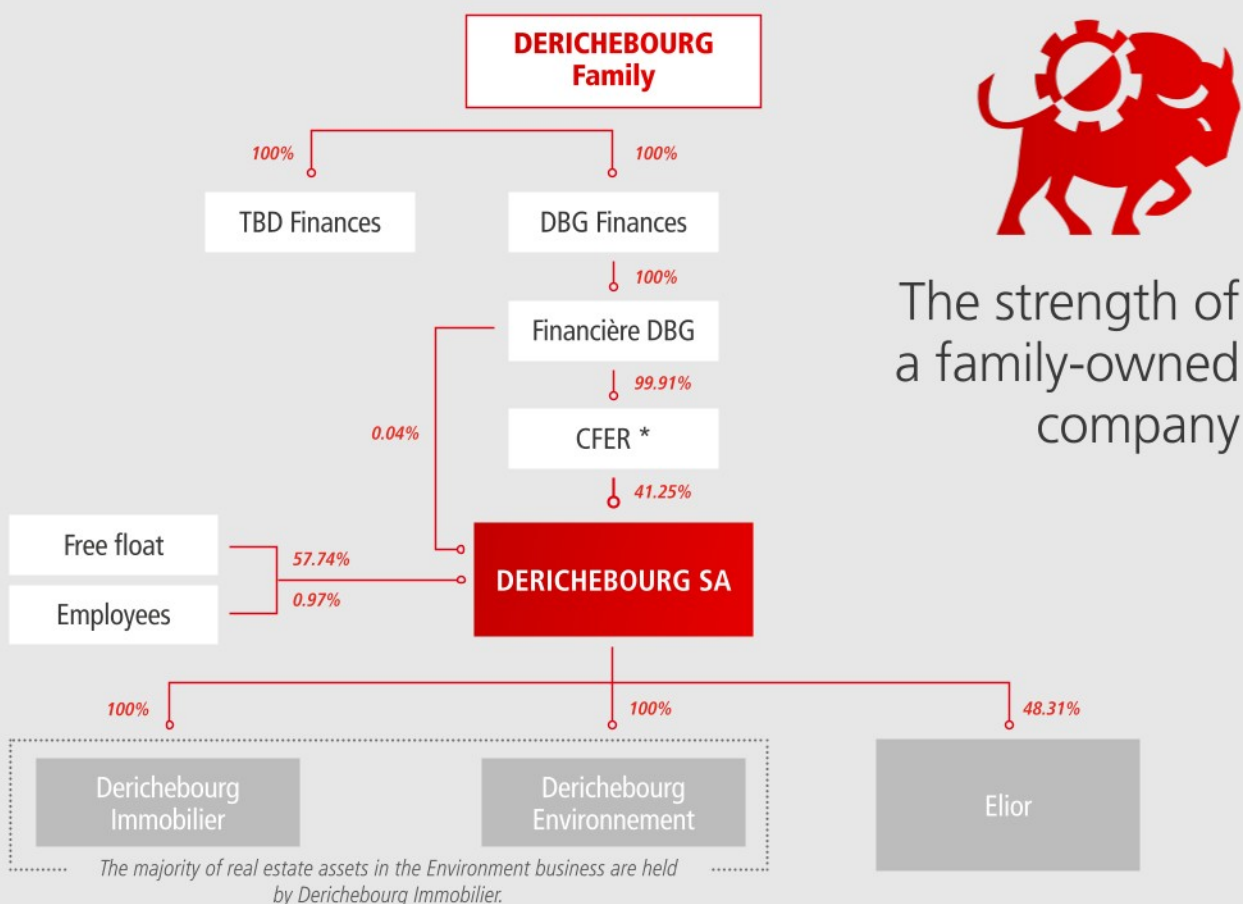 DERICHEBOURG
Family
100%
100%
TBD Finances
DBG Finances
The strength of
a family-owned
company
100%
Financière DBG
99.91%
0.04%
CFER *
41.25%
Free float
57.74%
DERICHEBOURG SA
0.97%
Employees
100%
100%
48.31%
Derichebourg
Immobilier
Derichebourg
Environnement
Elior
The majority of real estate assets in the Environment business are held
by Derichebourg Immobilier.